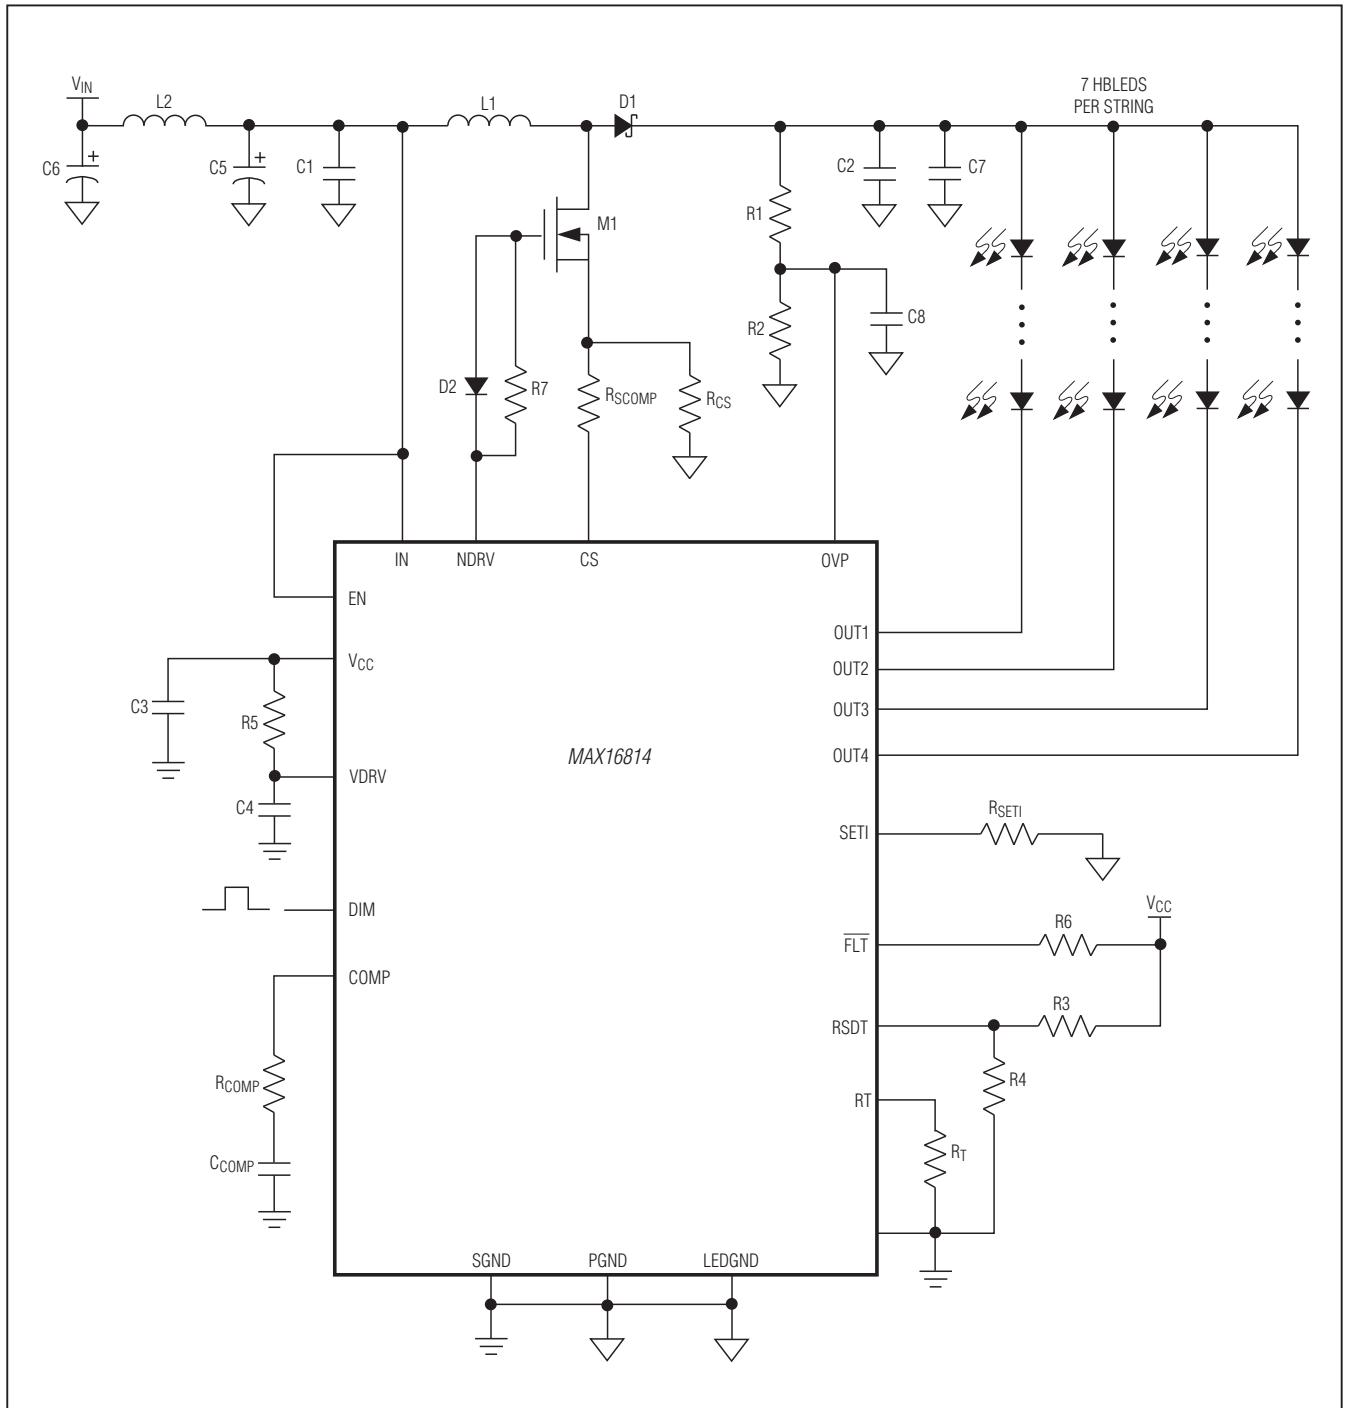 VIN
L2
L1
D1
7 HBLEDS
PER STRING
C6
+
C5
+
C1
C2
C7
R1
M1
R2
C8
D2
R7
RSCOMP
RCS
IN
NDRV
CS
OVP
EN
OUT1
VCC
OUT2
C3
R5
OUT3
MAX16814
OUT4
VDRV
C4
SETI
RSETI
DIM
VCC
FLT
R6
COMP
RSDT
R3
RCOMP
R4
RT
RT
CCOMP
SGND
PGND
LEDGND